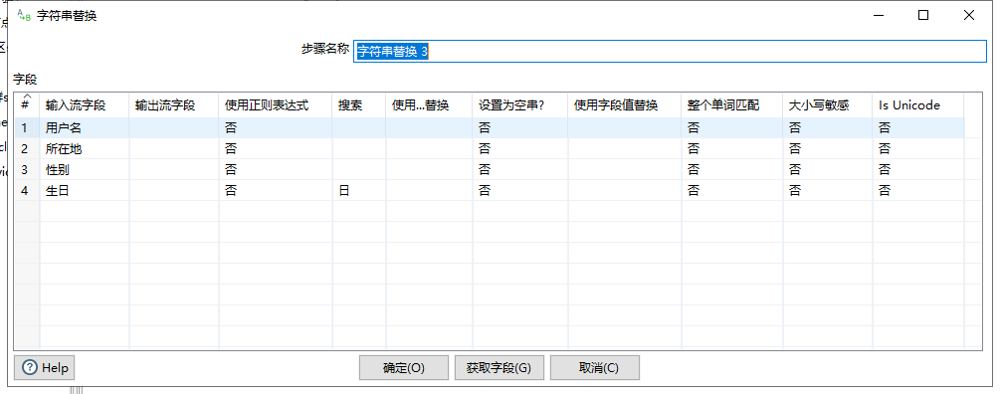 字符串替换
步骤名称 字符串替换 3
字段
# 输入流字段 输出流字段 使用正则表达式 搜索 使用...替换 设置为空串? 使用字段值替换 整个单词匹配 大小写敏感 Is Unicode
1 用户名 否 否 否 否 否
2 所在地 否 否 否 否 否
3 性别 否 否 否 否 否
4 生日 否 日 否 否 否 否
Help 确定(O) 获取字段(G) 取消(C)